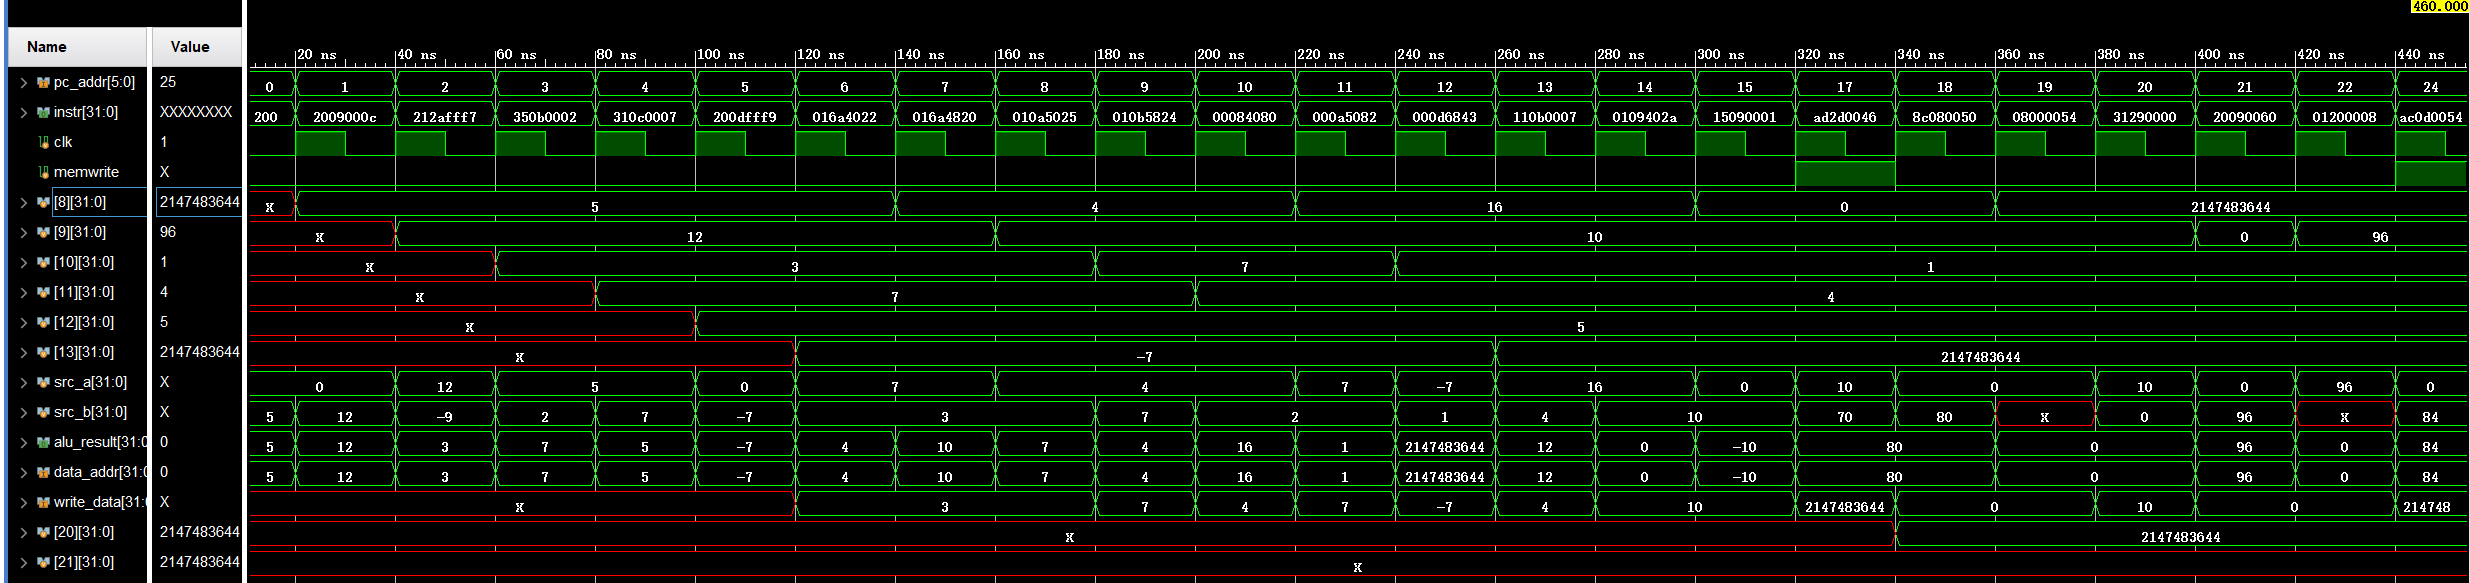 460.000
Name Value
20 ns 40 ns 60 ns 80 ns 100 ns 120 ns 140 ns 160 ns 180 ns 200 ns 220 ns 240 ns 260 ns 280 ns 300 ns 320 ns 340 ns 360 ns 380 ns 400 ns 420 ns 440 ns
pc_addr[5:0] 25 0 1 2 3 4 5 6 7 8 9 10 11 12 13 14 15 17 18 19 20 21 22 24
instr[31:0] XXXXXXXX 200 2009000c 212afff7 350b0002 310c0007 200dfff9 016a4022 016a4820 010a5025 010b5824 00084080 000a5082 000d6843 110b0007 0109402a 15090001 ad2d0046 8c080050 08000054 31290000 20090060 01200008 ac0d0054
clk 1
memwrite X
[8][31:0] 2147483644 X 5 4 16 0 2147483644
[9][31:0] 96 X 12 10 0 96
[10][31:0] 1 X 3 7 1
[11][31:0] 4 X 7 4
[12][31:0] 5 X 5
[13][31:0] 2147483644 X -7 2147483644
src_a[31:0] X 0 12 5 0 7 4 7 -7 16 0 10 0 10 0 96 0
src_b[31:0] X 5 12 -9 2 7 -7 3 7 2 1 4 10 70 80 X 0 96 X 84
alu_result[31:0 0 5 12 3 7 5 -7 4 10 7 4 16 1 2147483644 12 0 -10 80 0 96 0 84
data_addr[31:0 0 5 12 3 7 5 -7 4 10 7 4 16 1 2147483644 12 0 -10 80 0 96 0 84
write_data[31: X X 3 7 4 7 -7 4 10 2147483644 0 10 0 214748
[20][31:0] 2147483644 X 2147483644
[21][31:0] 2147483644 X